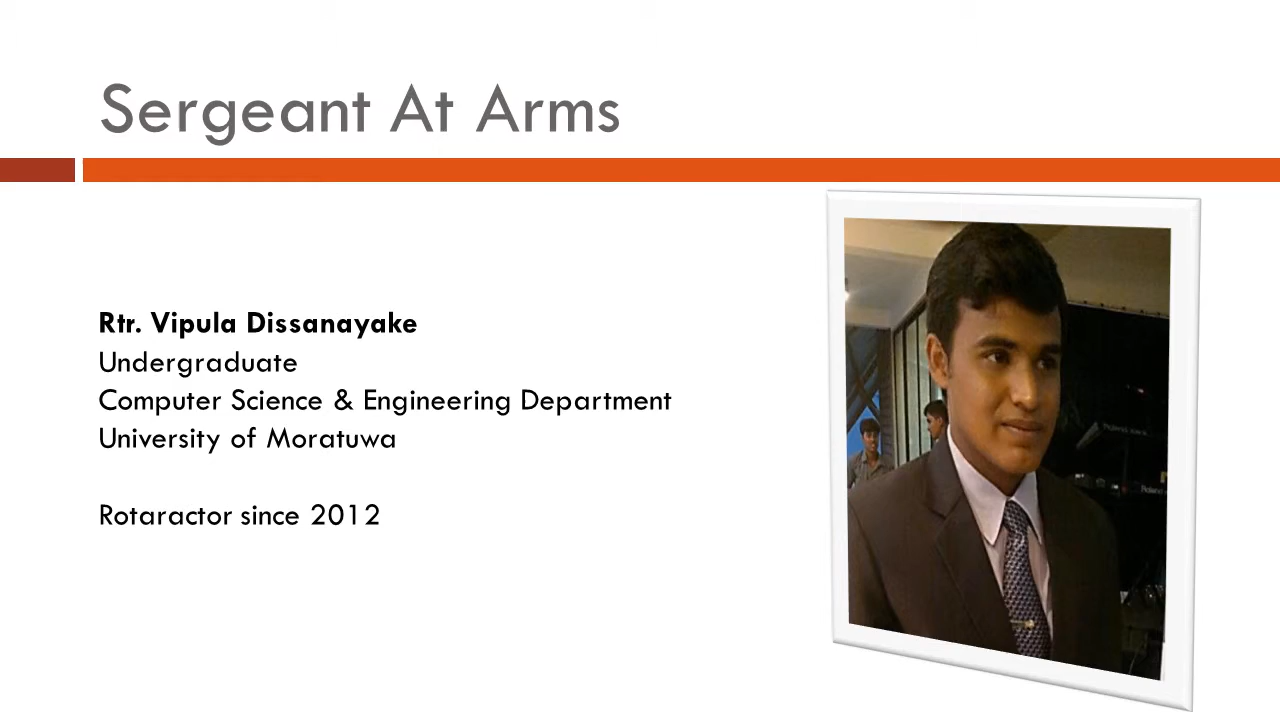 Sergeant At Arms
Rtr. Vipula Dissanayake
Undergraduate
Computer Science & Engineering Department
University of Moratuwa
Rotaractor since 2012